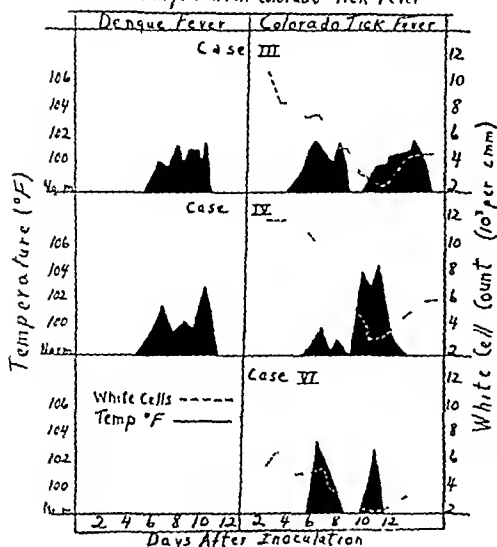 Colorado Tick Fever
Dengue Fever
Colorado Tick Fever
Case III
106
104
102
100
12
10
8
6
4
2
Case IV
106
104
102
100
Norm
12
10
8
6
4
2
Case VI
White Cells
Temp °F
106
104
102
100
12
10
8
6
4
2
Temperature (°F)
White Cell Count (10³ per cmm)
2 4 6 8 10 12 2 4 6 8 10 12
Days After Inoculation